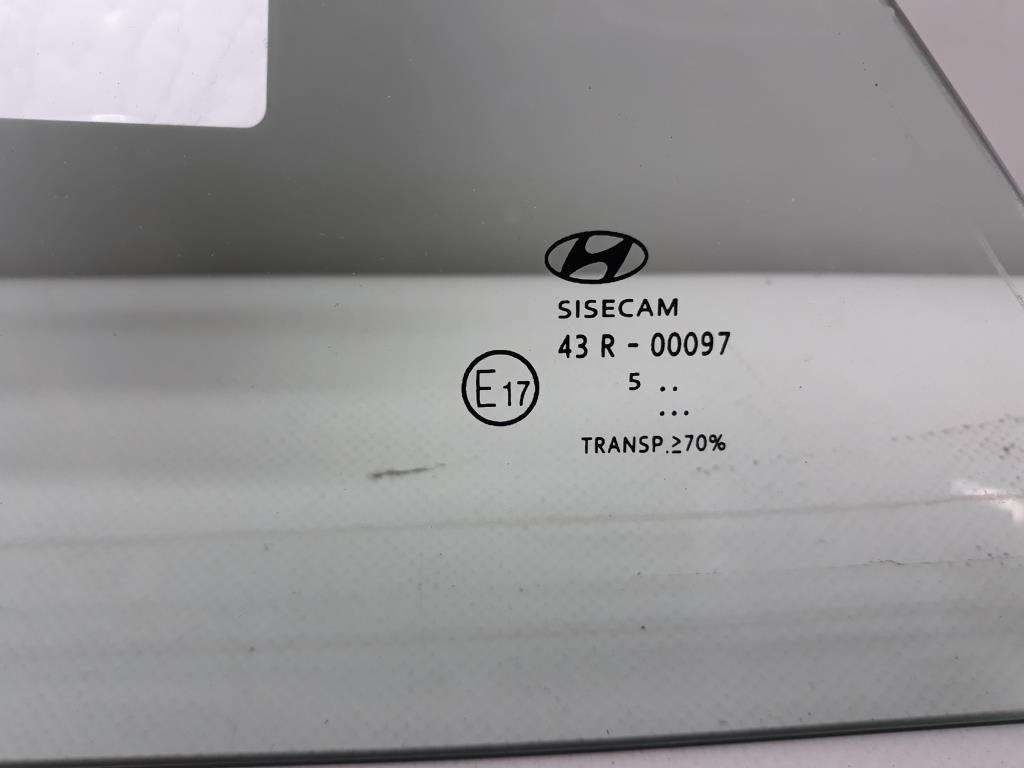 SISECAM
43 R - 00097
E17
5 ..
...
TRANSP.≥70%